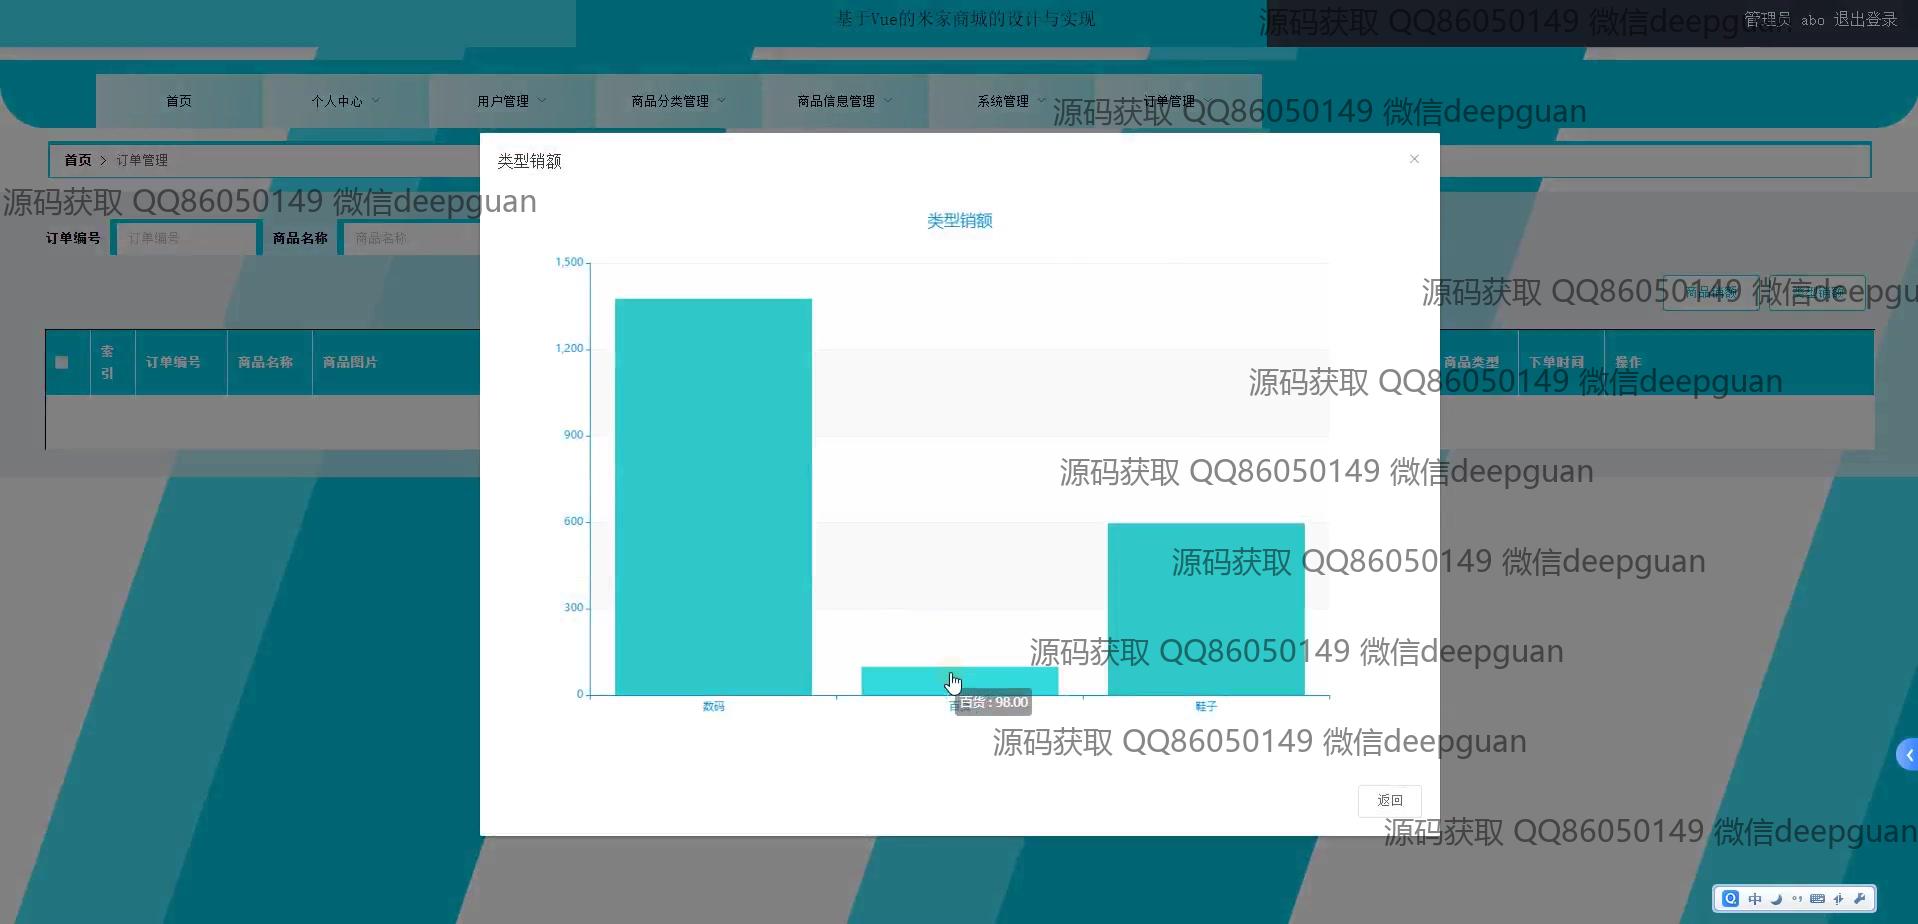 基于Vue的米家商城的设计与实现
源码获取 QQ86050149 微信deepguan
管理员 abo 退出登录
首页 个人中心 用户管理 商品分类管理 商品信息管理 系统管理 订单管理
源码获取 QQ86050149 微信deepguan
首页 > 订单管理
类型销额
源码获取 QQ86050149 微信deepguan
类型销额
订单编号 订单编号 商品名称 商品名称
1,500
源码获取 QQ86050149 微信deepgu
1,200
索引 订单编号 商品名称 商品图片 商品类型 下单时间 操作
源码获取 QQ86050149 微信deepguan
900
源码获取 QQ86050149 微信deepguan
600
源码获取 QQ86050149 微信deepguan
300
源码获取 QQ86050149 微信deepguan
0
百货 : 98.00
数码 鞋子
源码获取 QQ86050149 微信deepguan
返回
源码获取 QQ86050149 微信deepguan
中